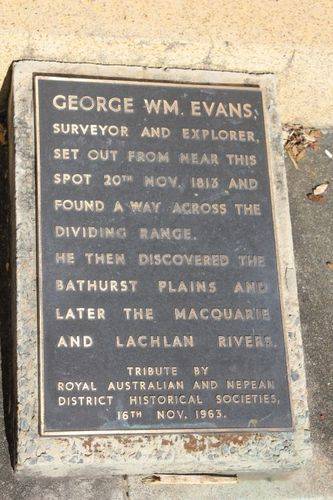 GEORGE WM. EVANS,
SURVEYOR AND EXPLORER,
SET OUT FROM NEAR THIS
SPOT 20TH NOV. 1813 AND
FOUND A WAY ACROSS THE
DIVIDING RANGE.
HE THEN DISCOVERED THE
BATHURST PLAINS AND
LATER THE MACQUARIE
AND LACHLAN RIVERS.
TRIBUTE BY
ROYAL AUSTRALIAN AND NEPEAN
DISTRICT HISTORICAL SOCIETIES,
16TH NOV. 1963.